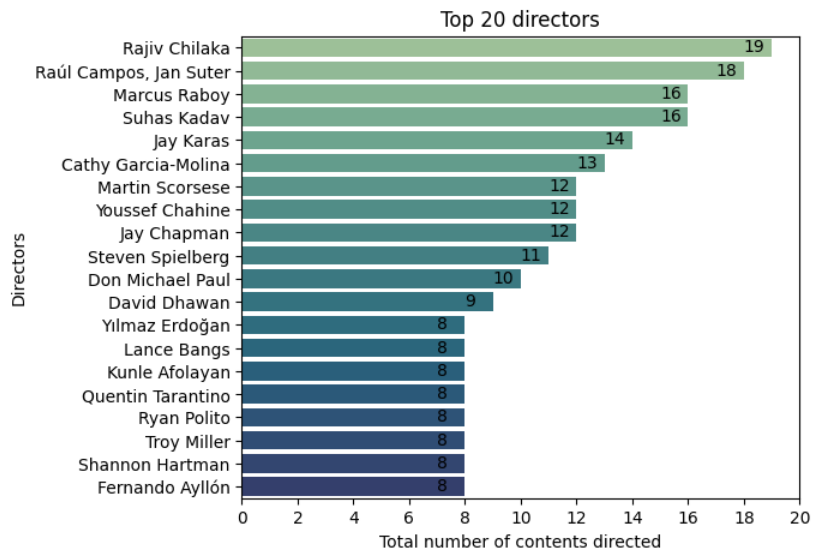 Top 20 directors
Directors
Rajiv Chilaka 19
Raúl Campos, Jan Suter 18
Marcus Raboy 16
Suhas Kadav 16
Jay Karas 14
Cathy Garcia-Molina 13
Martin Scorsese 12
Youssef Chahine 12
Jay Chapman 12
Steven Spielberg 11
Don Michael Paul 10
David Dhawan 9
Yılmaz Erdoğan 8
Lance Bangs 8
Kunle Afolayan 8
Quentin Tarantino 8
Ryan Polito 8
Troy Miller 8
Shannon Hartman 8
Fernando Ayllón 8
0 2 4 6 8 10 12 14 16 18 20
Total number of contents directed